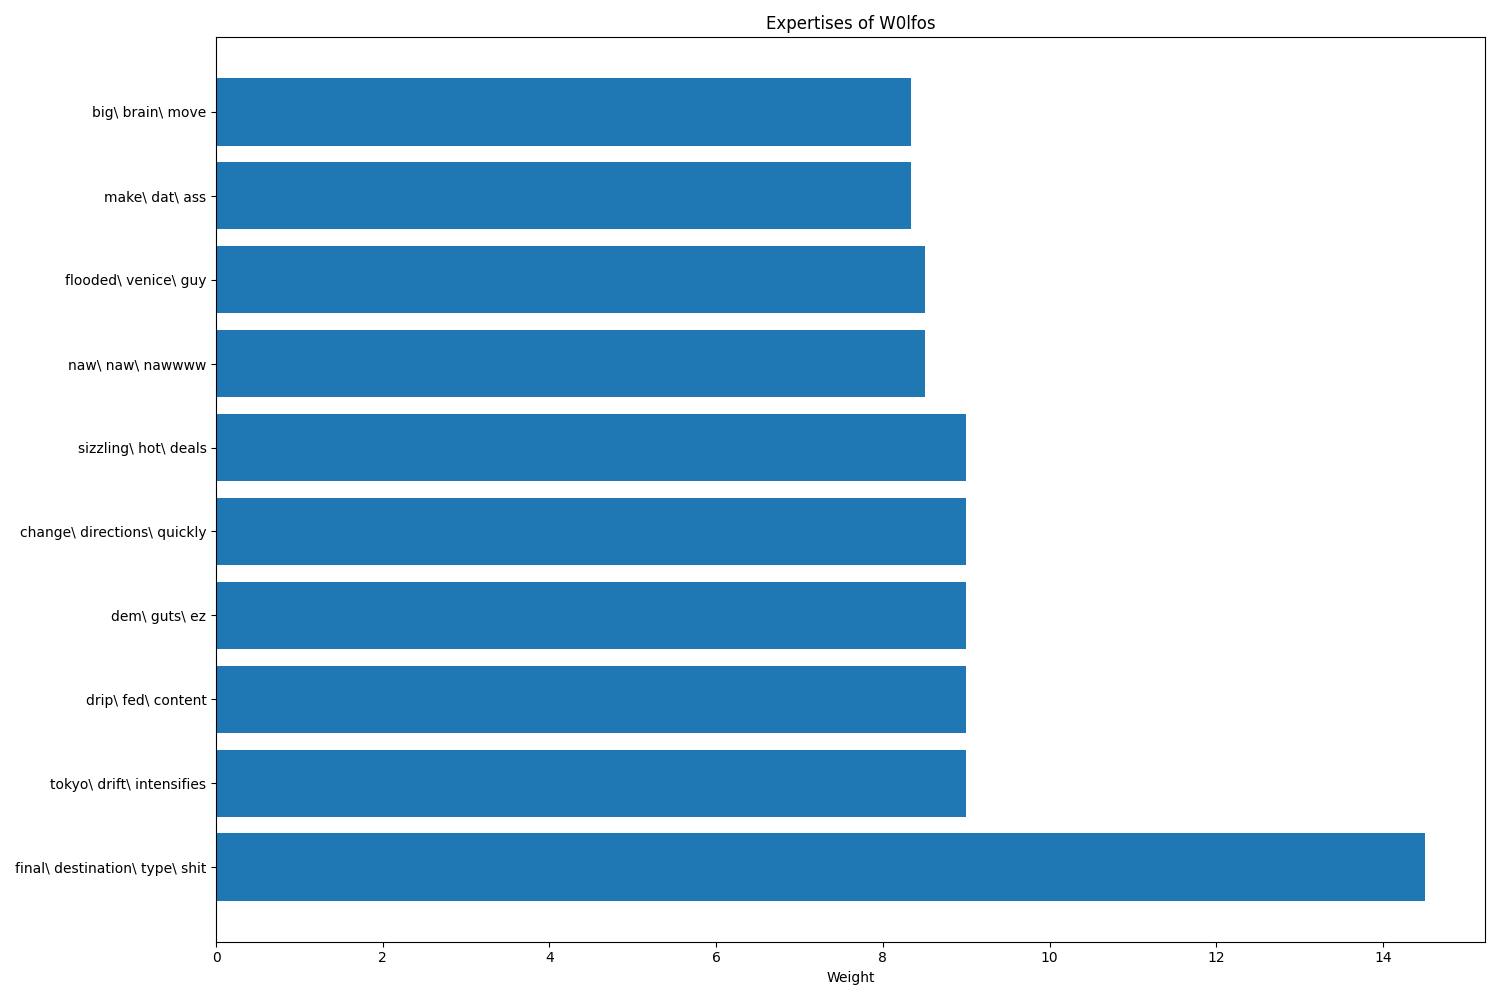 Expertises of W0lfos
big\ brain\ move
make\ dat\ ass
flooded\ venice\ guy
naw\ naw\ nawwww
sizzling\ hot\ deals
change\ directions\ quickly
dem\ guts\ ez
drip\ fed\ content
tokyo\ drift\ intensifies
final\ destination\ type\ shit
0 2 4 6 8 10 12 14
Weight